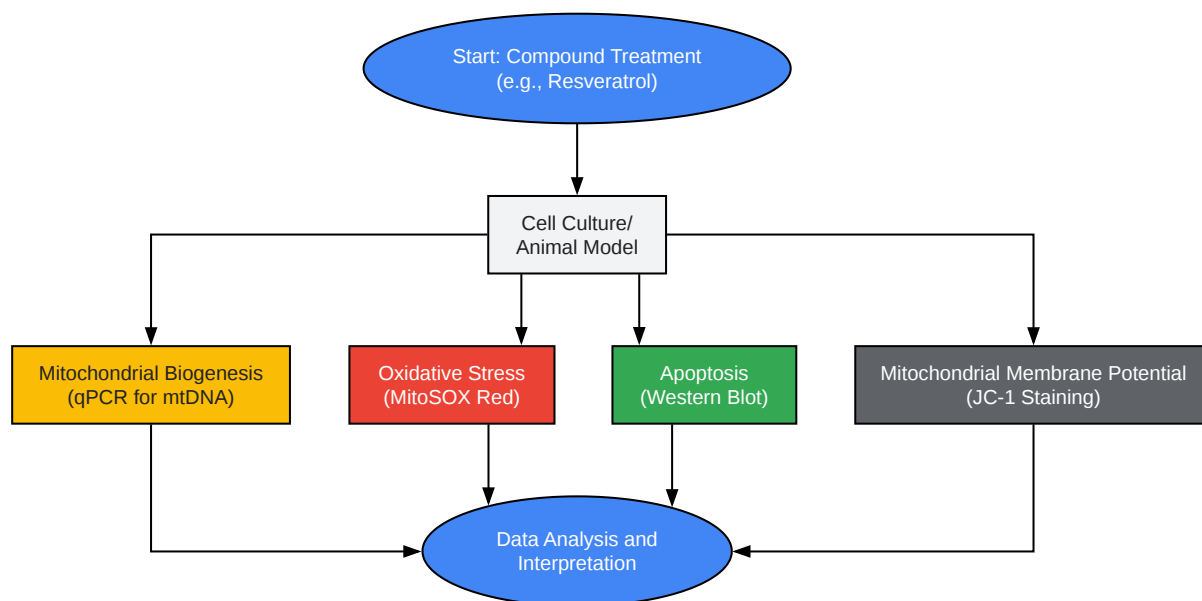 Start: Compound Treatment
(e.g., Resveratrol)
Cell Culture/
Animal Model
Mitochondrial Biogenesis
(qPCR for mtDNA)
Oxidative Stress
(MitoSOX Red)
Apoptosis
(Western Blot)
Mitochondrial Membrane Potential
(JC-1 Staining)
Data Analysis and
Interpretation